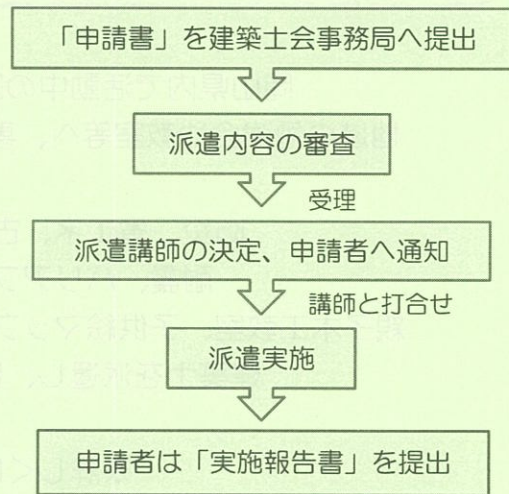 「申請書」を建築士会事務局へ提出
派遣内容の審査
受理
派遣講師の決定、申請者へ通知
講師と打合せ
派遣実施
申請者は「実施報告書」を提出